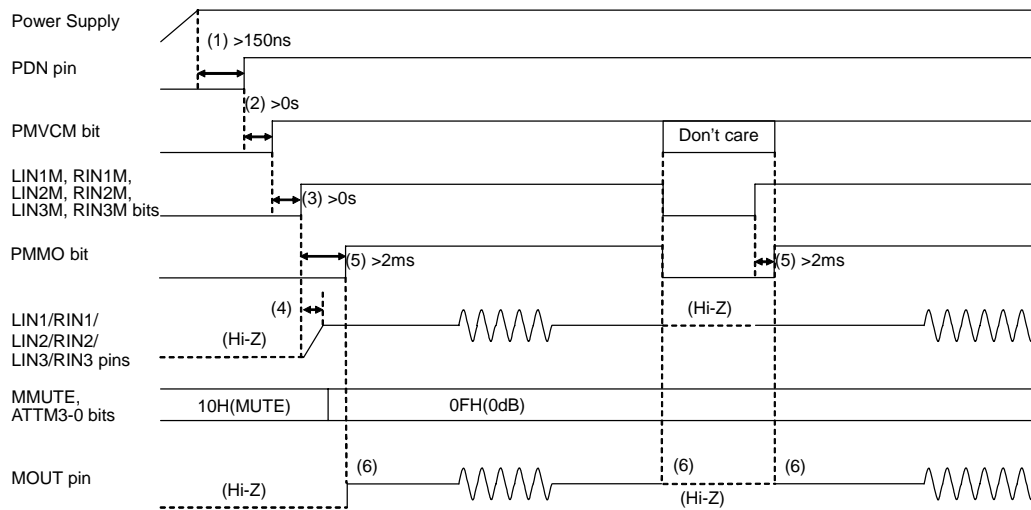 Power Supply
(1) >150ns
PDN pin
(2) >0s
PMVCM bit
Don't care
LIN1M, RIN1M,
LIN2M, RIN2M,
LIN3M, RIN3M bits
(3) >0s
PMMO bit
(5) >2ms
(5) >2ms
(4)
LIN1/RIN1/
LIN2/RIN2/
LIN3/RIN3 pins
(Hi-Z)
(Hi-Z)
MMUTE,
ATTM3-0 bits
10H(MUTE)
0FH(0dB)
(6)
(6)
(6)
MOUT pin
(Hi-Z)
(Hi-Z)